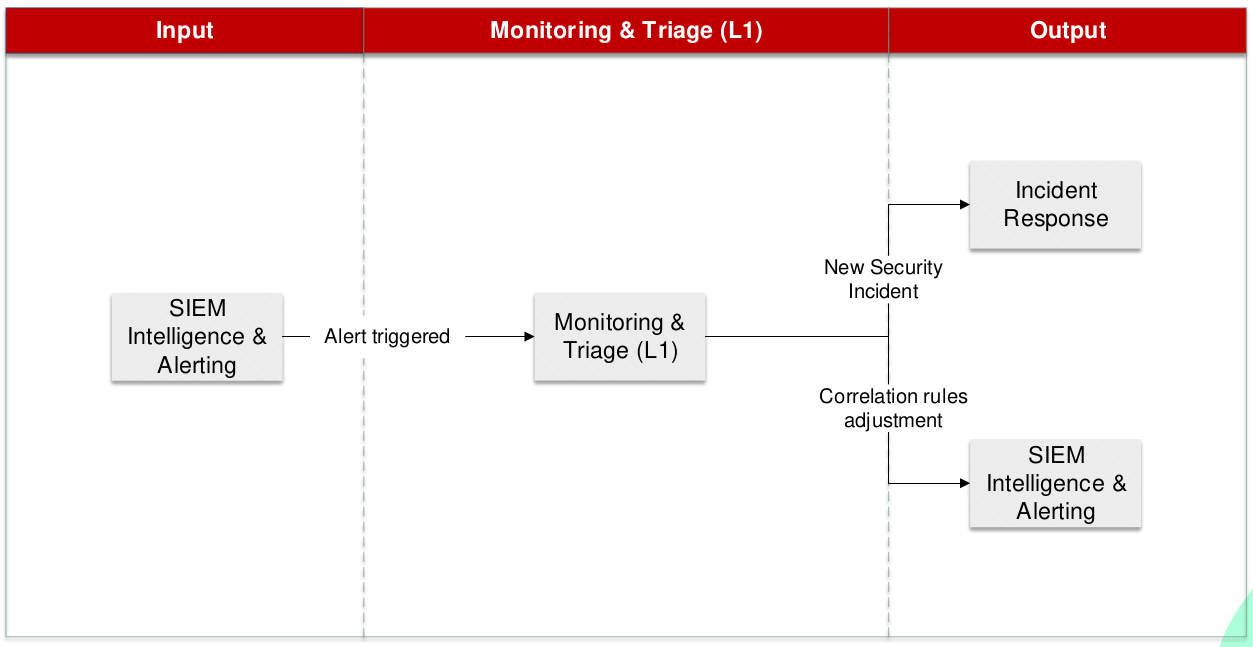 Input
Monitoring & Triage (L1)
Output
Incident
Response
New Security
Incident
SIEM
Intelligence &
Alerting
Alert triggered
Monitoring &
Triage (L1)
Correlation rules
adjustment
SIEM
Intelligence &
Alerting